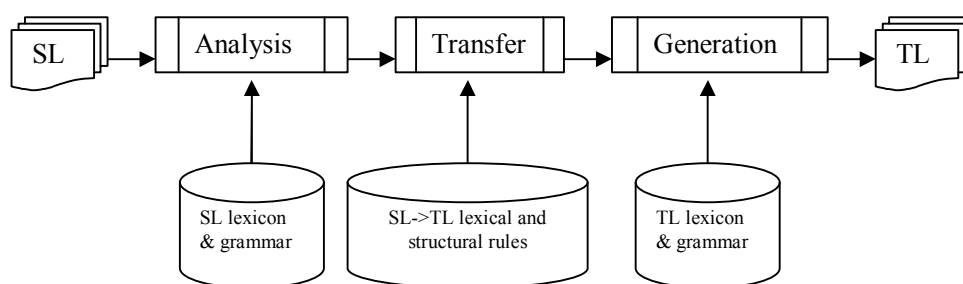 SL
Analysis
Transfer
Generation
TL
SL lexicon
& grammar
SL->TL lexical and
structural rules
TL lexicon
& grammar